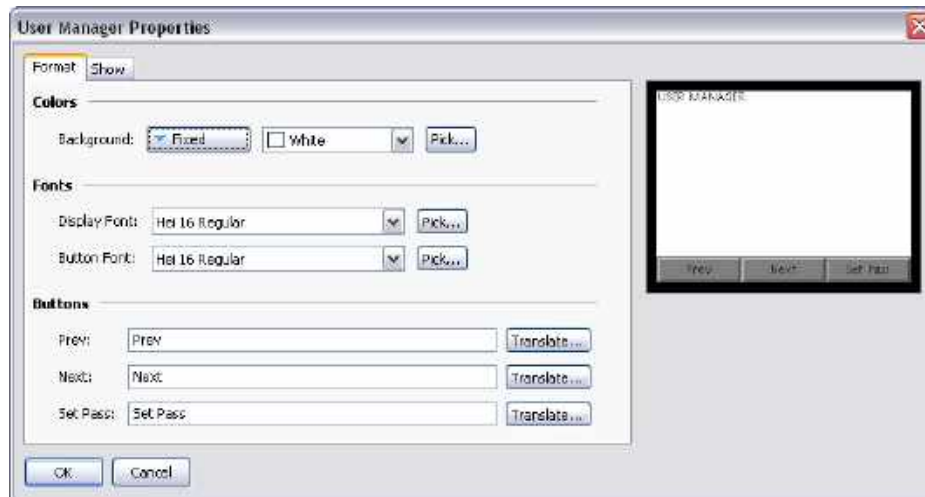 User Manager Properties
Format Show
Colors
Background: Fixed White Pick...
Fonts
Display Font: Hei 16 Regular Pick...
Button Font: Hei 16 Regular Pick...
Buttons
Prev: Prev Translate...
Next: Next Translate...
Set Pass: Set Pass Translate...
OK Cancel
USER MANAGER
Prev Next Set Pass